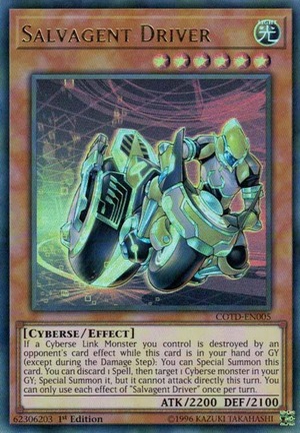 SALVAGENT DRIVER
光
COTD-EN005
[CYBERSE/EFFECT]
If a Cyberse Link Monster you control is destroyed by an
opponent's card effect while this card is in your hand or GY
(except during the Damage Step): You can Special Summon this
card. You can discard 1 Spell, then target 1 Cyberse monster in your
GY; Special Summon it, but it cannot attack directly this turn. You
can only use each effect of "Salvagent Driver" once per turn.
ATK/2200 DEF/2100
62306203 1st Edition ©1996 KAZUKI TAKAHASHI